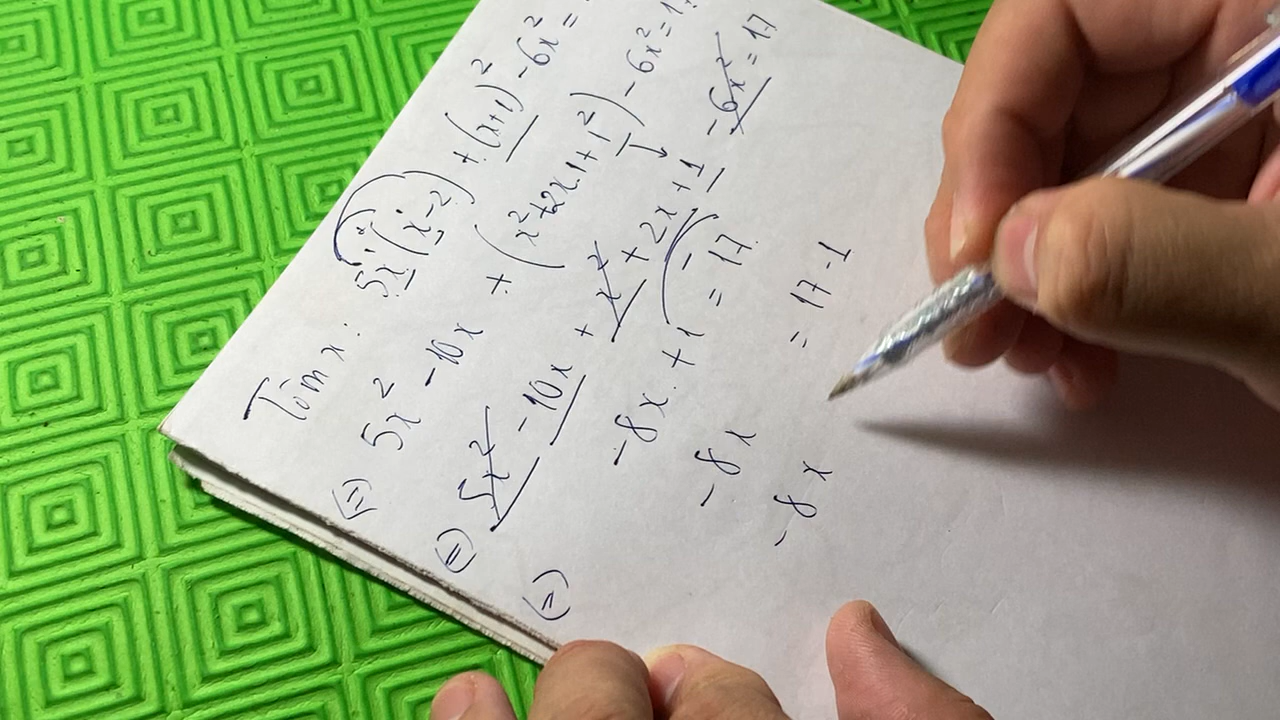 Tìm x: 5x(x-2) + (x+1)² - 6x² =
(=) 5x² - 10x + (x² + 2x.1 + 1²) - 6x² = 17
(=) 5x² - 10x + x² + 2x + 1 - 6x² = 17
(=) -8x + 1 = 17
-8x = 17 - 1
-8x